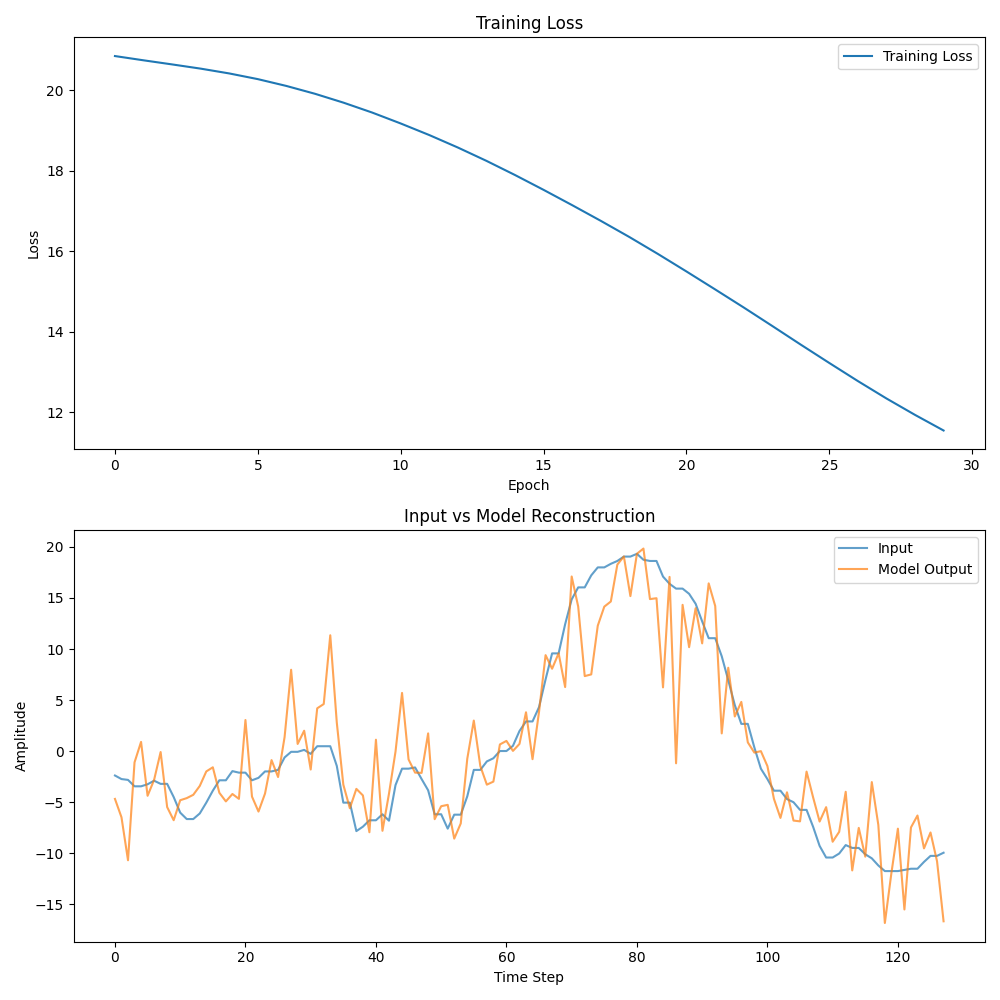 Training Loss
Training Loss
20
18
16
14
12
Loss
0 5 10 15 20 25 30
Epoch
Input vs Model Reconstruction
Input
Model Output
20
15
10
5
0
−5
−10
−15
Amplitude
0 20 40 60 80 100 120
Time Step